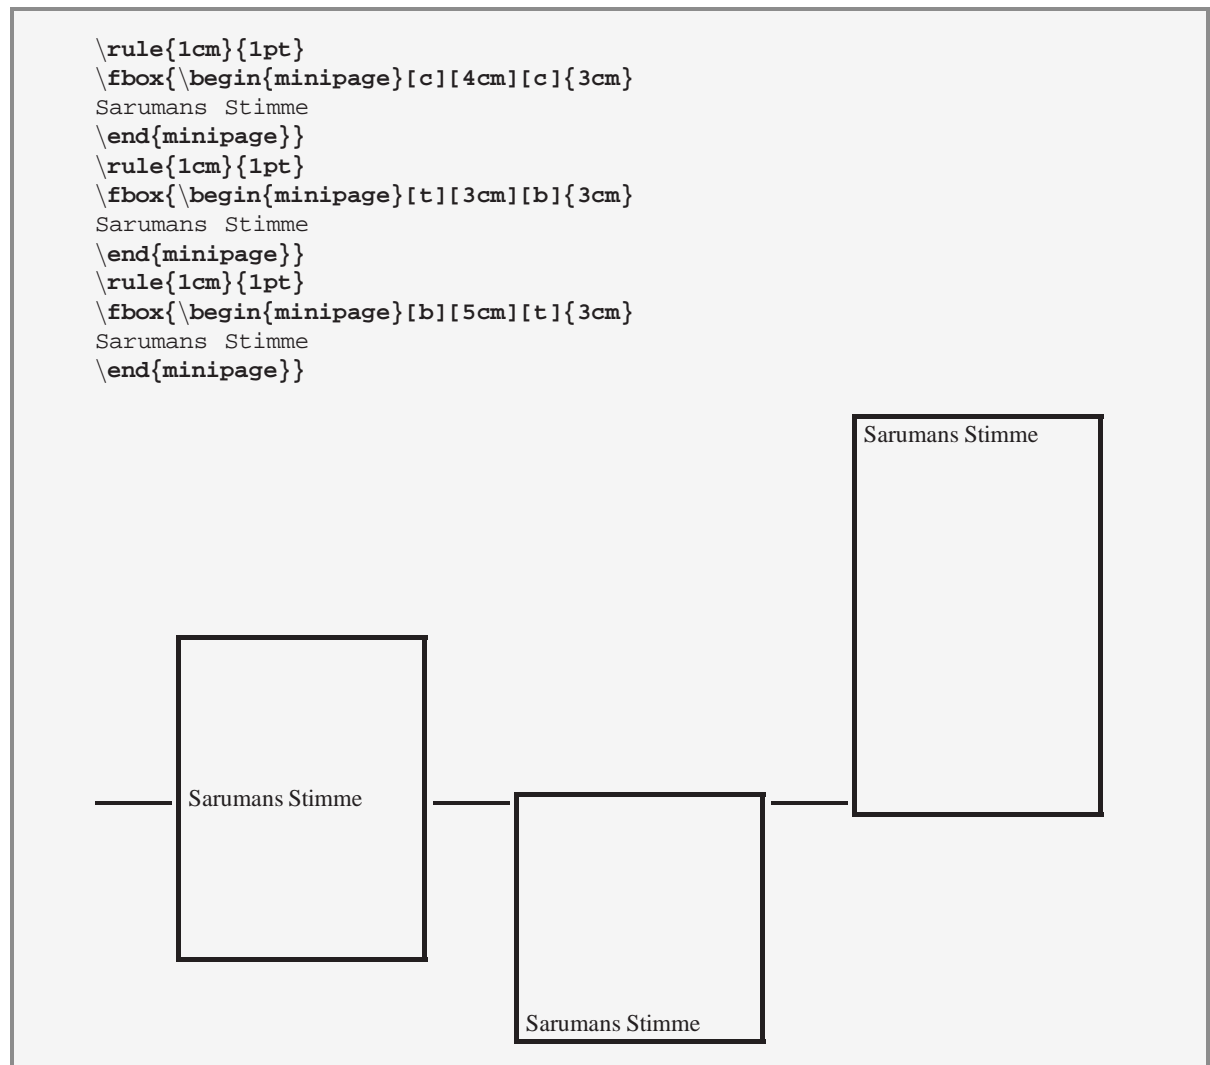 \rule{1cm}{1pt}
\fbox{\begin{minipage}[c][4cm][c]{3cm}
Sarumans Stimme
\end{minipage}}
\rule{1cm}{1pt}
\fbox{\begin{minipage}[t][3cm][b]{3cm}
Sarumans Stimme
\end{minipage}}
\rule{1cm}{1pt}
\fbox{\begin{minipage}[b][5cm][t]{3cm}
Sarumans Stimme
\end{minipage}}
Sarumans Stimme
Sarumans Stimme
Sarumans Stimme